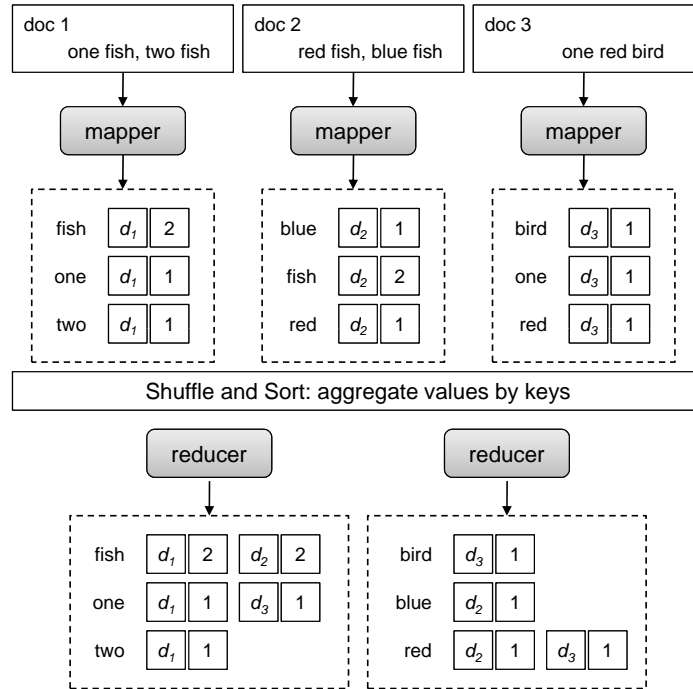 doc 1
one fish, two fish
doc 2
red fish, blue fish
doc 3
one red bird
mapper
mapper
mapper
fish d1 2
one d1 1
two d1 1
blue d2 1
fish d2 2
red d2 1
bird d3 1
one d3 1
red d3 1
Shuffle and Sort: aggregate values by keys
reducer
reducer
fish d1 2 d2 2
one d1 1 d3 1
two d1 1
bird d3 1
blue d2 1
red d2 1 d3 1